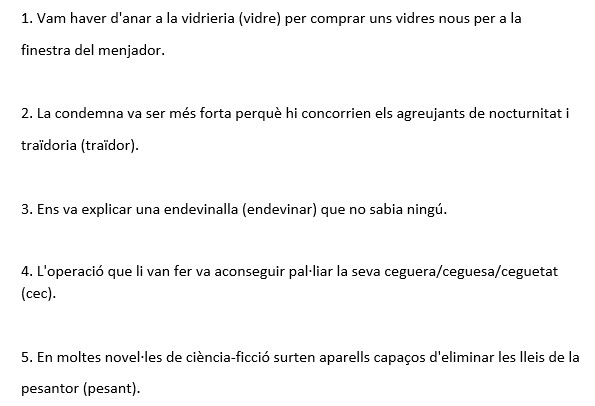 1. Vam haver d'anar a la vidrieria (vidre) per comprar uns vidres nous per a la
finestra del menjador.
2. La condemna va ser més forta perquè hi concorrien els agreujants de nocturnitat i
traïdoria (traïdor).
3. Ens va explicar una endevinalla (endevinar) que no sabia ningú.
4. L'operació que li van fer va aconseguir pal·liar la seva ceguera/ceguesa/ceguetat
(cec).
5. En moltes novel·les de ciència-ficció surten aparells capaços d'eliminar les lleis de la
pesantor (pesant).